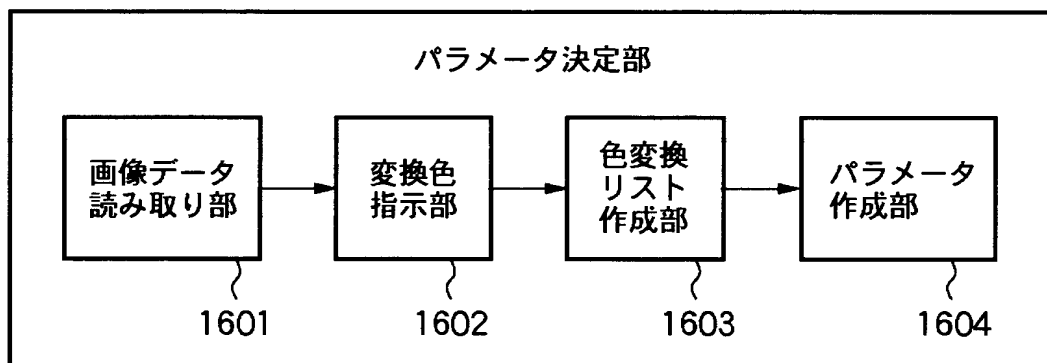 パラメータ決定部
画像データ
読み取り部
変換色
指示部
色変換
リスト
作成部
パラメータ
作成部
1601
1602
1603
1604